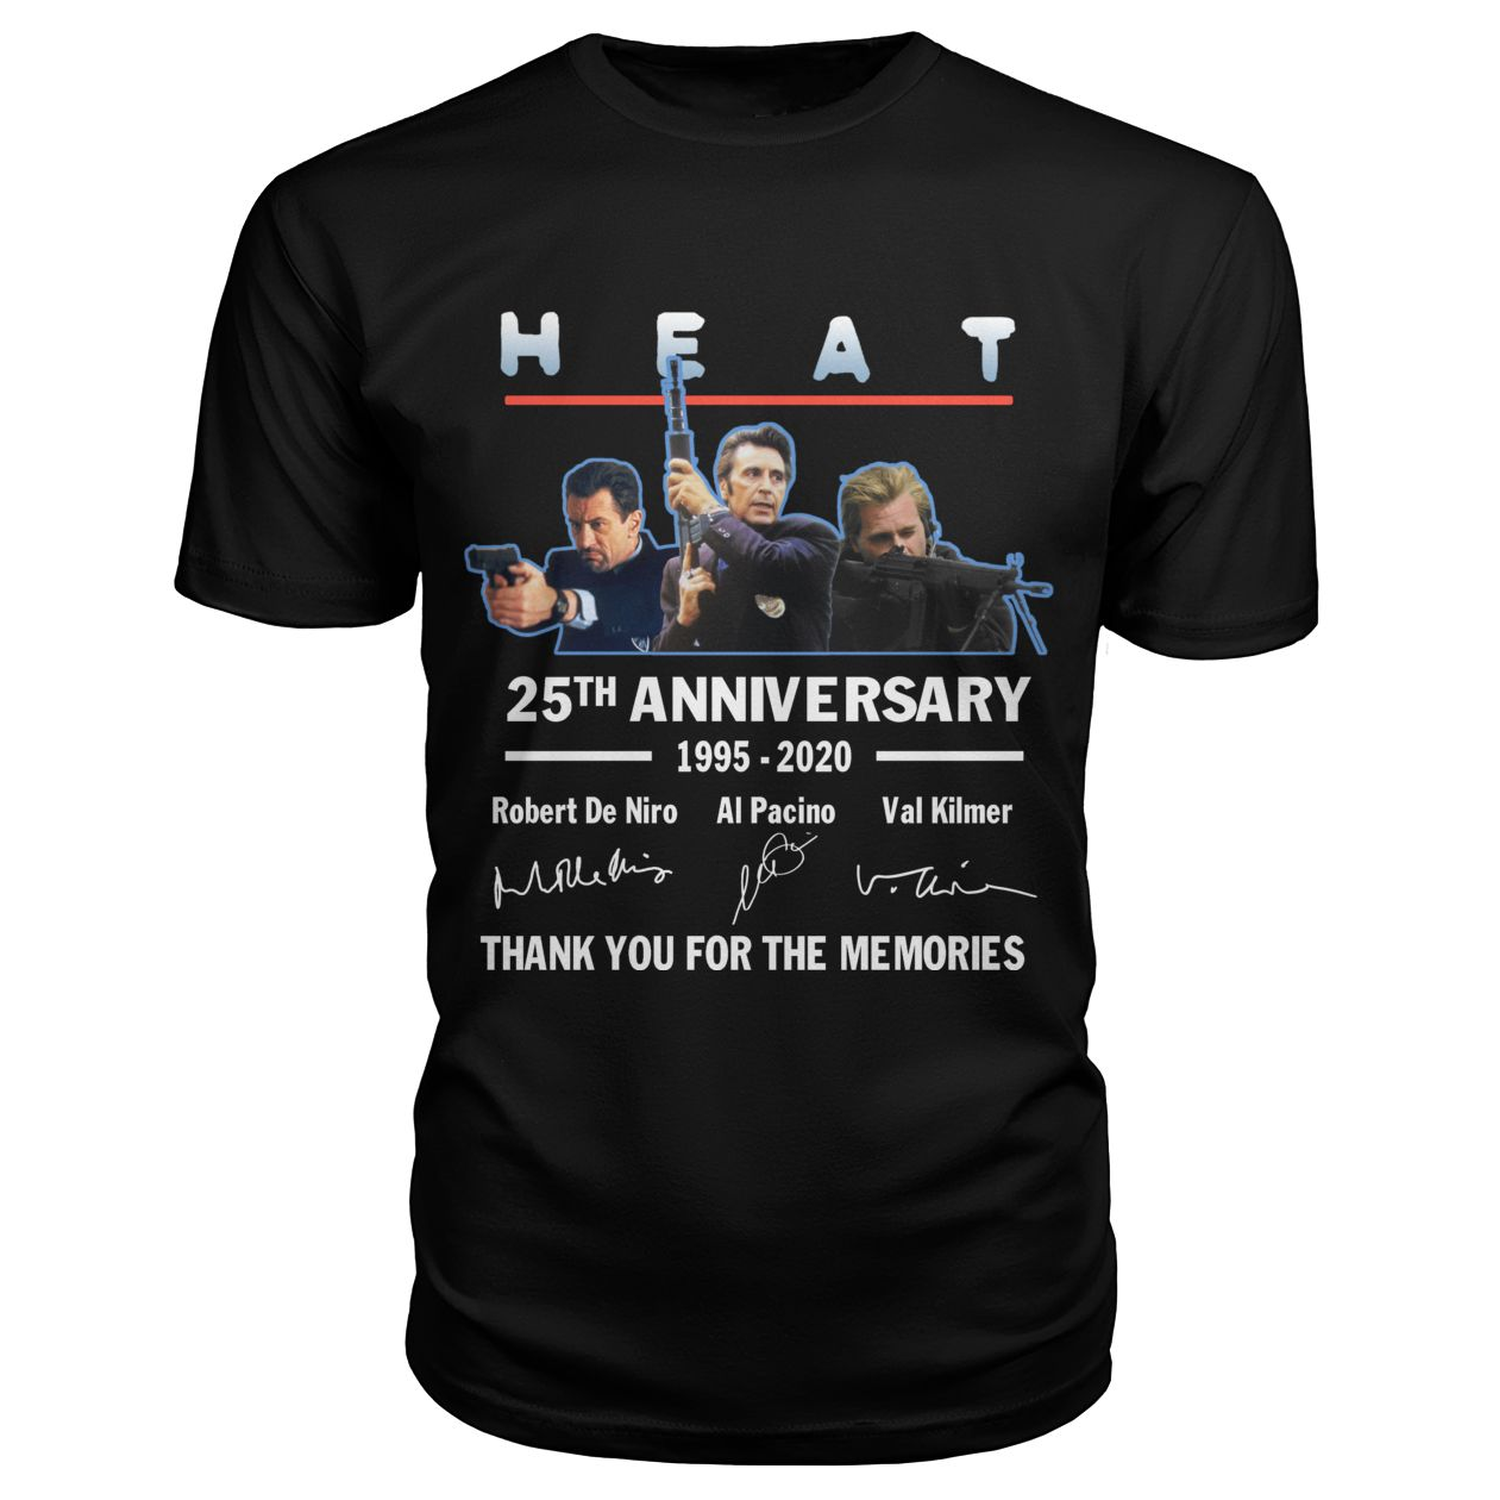 HEAT
25TH ANNIVERSARY
1995 - 2020
Robert De Niro Al Pacino Val Kilmer
THANK YOU FOR THE MEMORIES